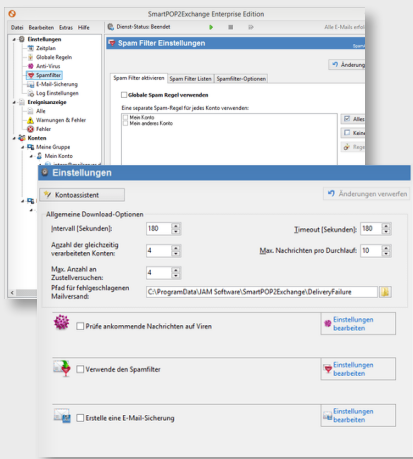 SmartPOP2Exchange Enterprise Edition
Datei Bearbeiten Extras Hilfe
Dienst-Status: Beendet
Alle E-Mails
Einstellungen
Zeitplan
Globale Regeln
Anti-Virus
Spamfilter
E-Mail-Sicherung
Log Einstellungen
Ereignisanzeige
Alle
Warnungen & Fehler
Fehler
Konten
Meine Gruppe
Mein Konto
Spam Filter Einstellungen
Änderung
Spam Filter aktivieren Spam Filter Listen Spamfilter-Optionen
Globale Spam Regel verwenden
Eine separate Spam-Regel für jedes Konto verwenden:
Mein Konto
Mein anderes Konto
Alles
Keine
Rege
Einstellungen
Kontoassistent
Änderungen verwerfen
Allgemeine Download-Optionen
Intervall [Sekunden]: 180
Timeout [Sekunden]: 180
Anzahl der gleichzeitig
verarbeiteten Konten: 4
Max. Nachrichten pro Durchlauf: 10
Max. Anzahl an
Zustellversuchen: 4
Pfad für fehlgeschlagenen
Mailversand: C:\ProgramData\JAM Software\SmartPOP2Exchange\DeliveryFailure
Prüfe ankommende Nachrichten auf Viren
Einstellungen
bearbeiten
Verwende den Spamfilter
Einstellungen
bearbeiten
Erstelle eine E-Mail-Sicherung
Einstellungen
bearbeiten